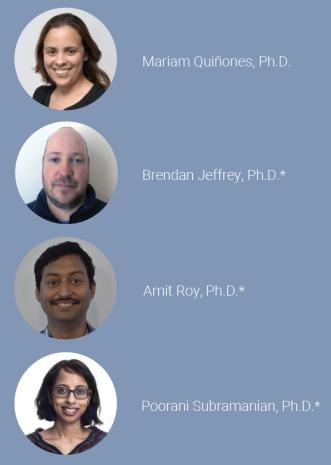 Mariam Quiñones, Ph.D.
Brendan Jeffrey, Ph.D.*
Amit Roy, Ph.D.*
Poorani Subramanian, Ph.D.*